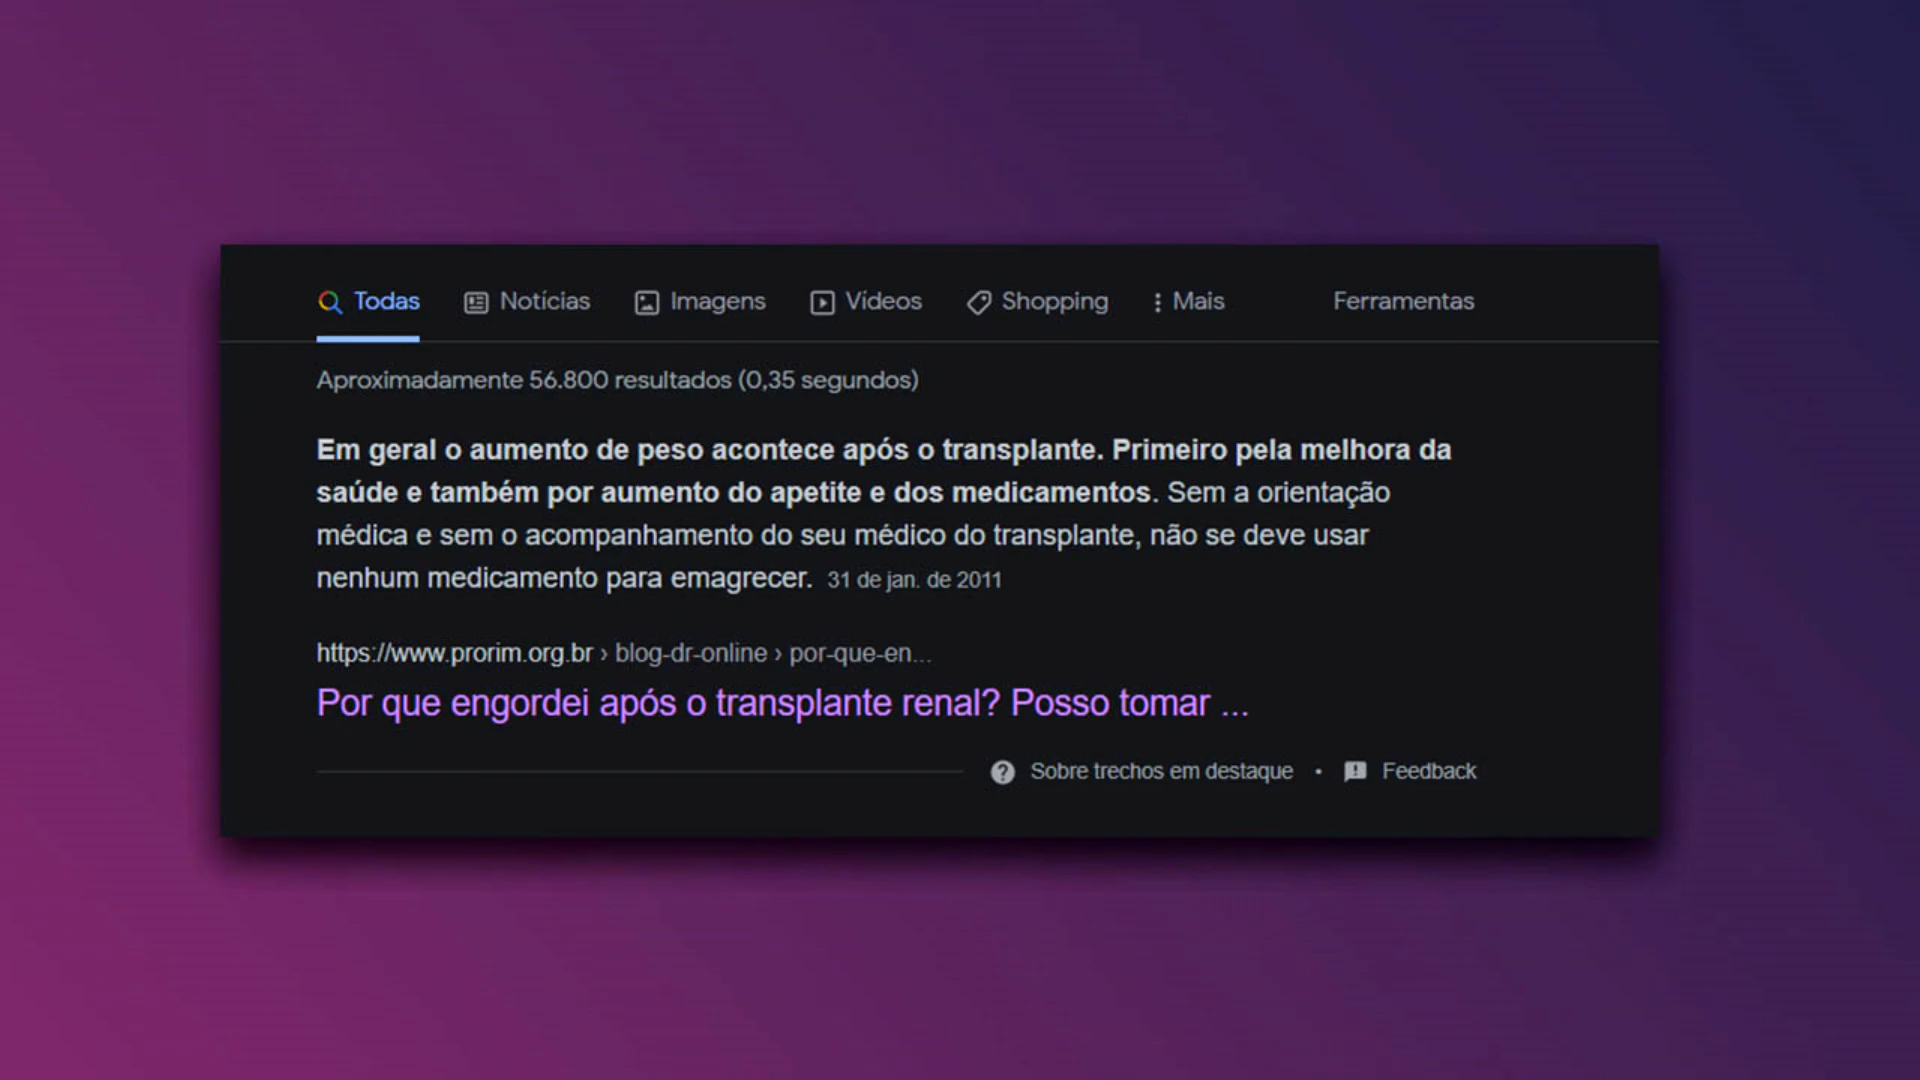 Todas Notícias Imagens Vídeos Shopping Mais Ferramentas
Aproximadamente 56.800 resultados (0,35 segundos)
Em geral o aumento de peso acontece após o transplante. Primeiro pela melhora da
saúde e também por aumento do apetite e dos medicamentos. Sem a orientação
médica e sem o acompanhamento do seu médico do transplante, não se deve usar
nenhum medicamento para emagrecer. 31 de jan. de 2011
https://www.prorim.org.br › blog-dr-online › por-que-en...
Por que engordei após o transplante renal? Posso tomar ...
Sobre trechos em destaque • Feedback